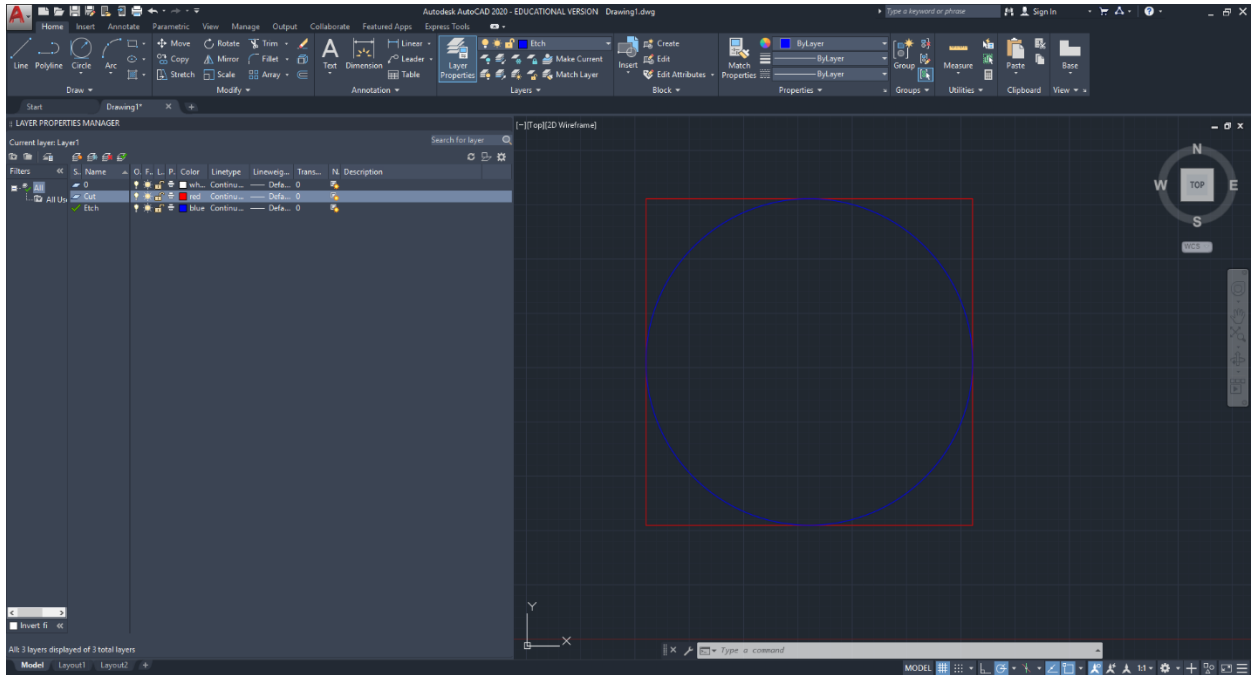 Autodesk AutoCAD 2020 - EDUCATIONAL VERSION Drawing1.dwg
Type a keyword or phrase
Sign In
Home Insert Annotate Parametric View Manage Output Collaborate Featured Apps Express Tools
Line Polyline Circle Arc
Move Rotate Trim
Copy Mirror Fillet
Stretch Scale Array
Text Dimension
Linear
Leader
Table
Layer Properties
Etch
Make Current
Match Layer
Insert
Create
Edit
Edit Attributes
Match Properties
ByLayer
ByLayer
ByLayer
Group
Measure
Paste
Base
Draw Modify Annotation Layers Block Properties Groups Utilities Clipboard View
Start Drawing1*
LAYER PROPERTIES MANAGER
Current layer: Layer1
Search for layer
Filters S.. Name O. F.. L.. P. Color Linetype Lineweig... Trans... N. Description
All
All Us
0 wh... Continu... Defa... 0
Cut red Continu... Defa... 0
Etch blue Continu... Defa... 0
Invert fi
All: 3 layers displayed of 3 total layers
Model Layout1 Layout2
[−][Top][2D Wireframe]
N
W TOP E
S
WCS
Y
X
Type a command
MODEL
1:1